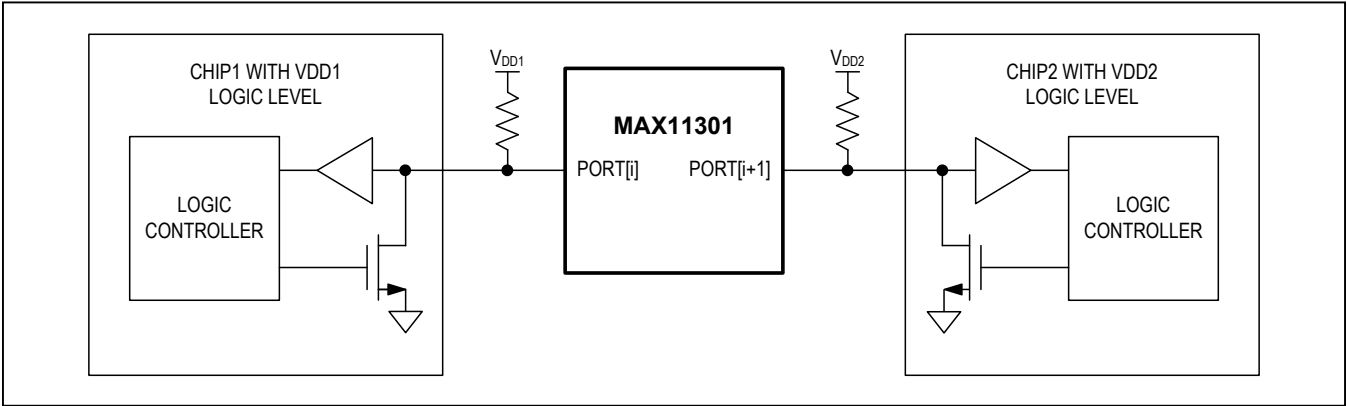 CHIP1 WITH VDD1
LOGIC LEVEL
LOGIC
CONTROLLER
VDD1
MAX11301
PORT[i]
PORT[i+1]
VDD2
CHIP2 WITH VDD2
LOGIC LEVEL
LOGIC
CONTROLLER